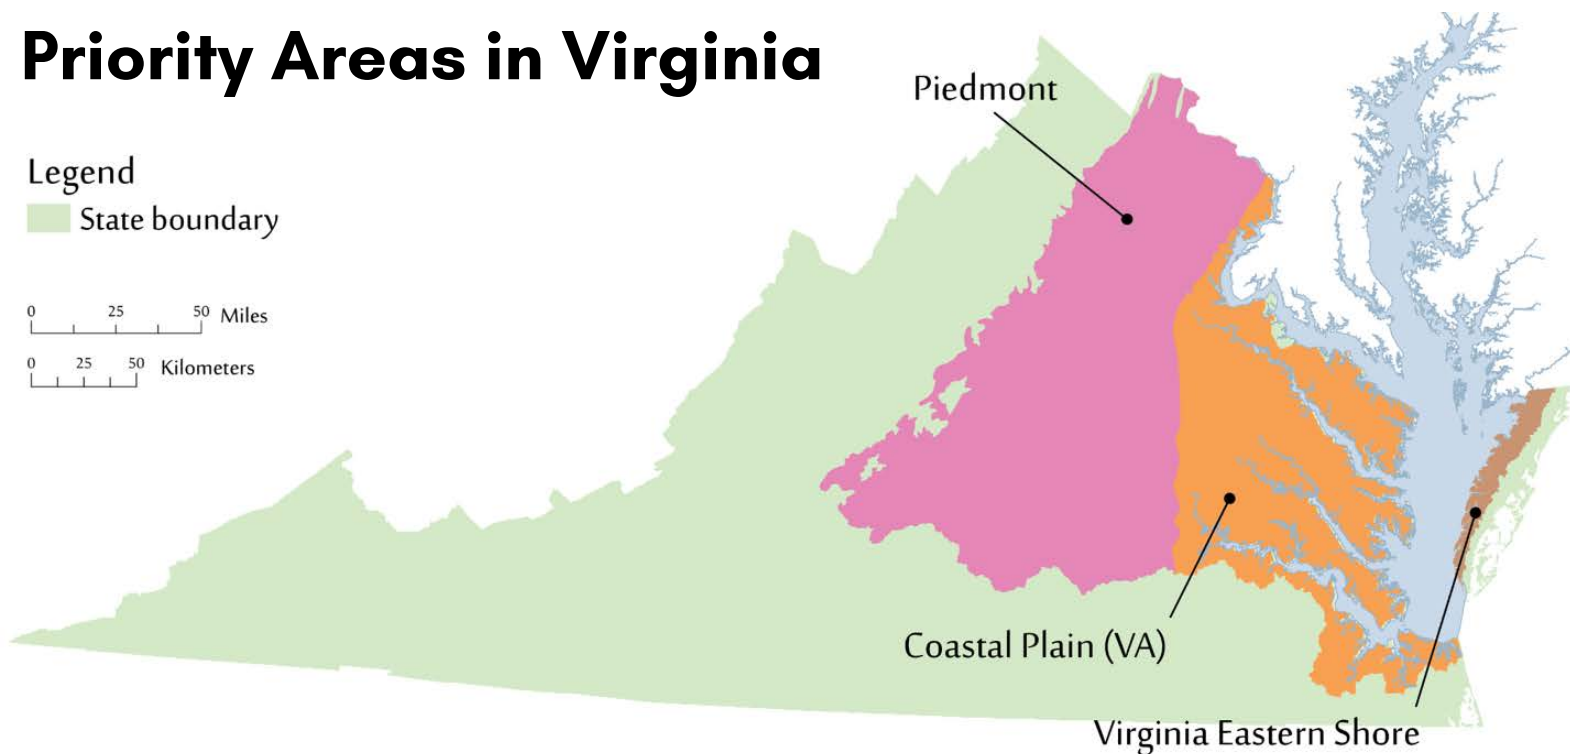 Priority Areas in Virginia
Piedmont
Legend
State boundary
0 25 50 Miles
0 25 50 Kilometers
Coastal Plain (VA)
Virginia Eastern Shore